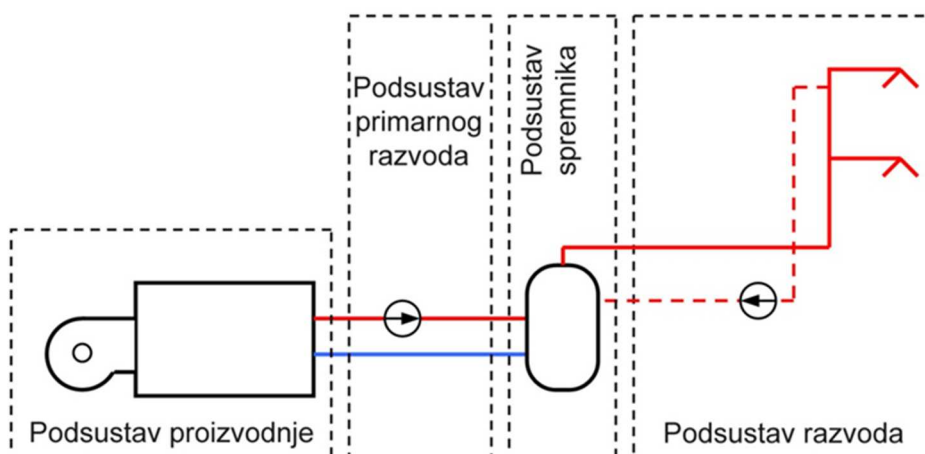 Podsustav
primarnog
razvoda
Podsustav
spremnika
Podsustav proizvodnje
Podsustav razvoda